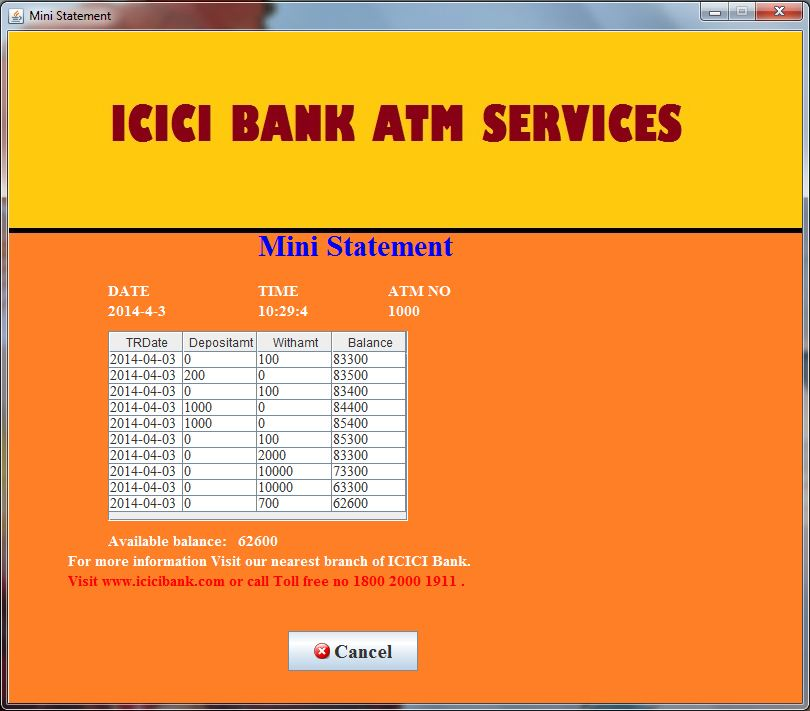 Mini Statement
ICICI BANK ATM SERVICES
Mini Statement
DATE TIME ATM NO
2014-4-3 10:29:4 1000
TRDate Depositamt Withamt Balance
2014-04-03 0 100 83300
2014-04-03 200 0 83500
2014-04-03 0 100 83400
2014-04-03 1000 0 84400
2014-04-03 1000 0 85400
2014-04-03 0 100 85300
2014-04-03 0 2000 83300
2014-04-03 0 10000 73300
2014-04-03 0 10000 63300
2014-04-03 0 700 62600
Available balance: 62600
For more information Visit our nearest branch of ICICI Bank.
Visit www.icicibank.com or call Toll free no 1800 2000 1911 .
Cancel